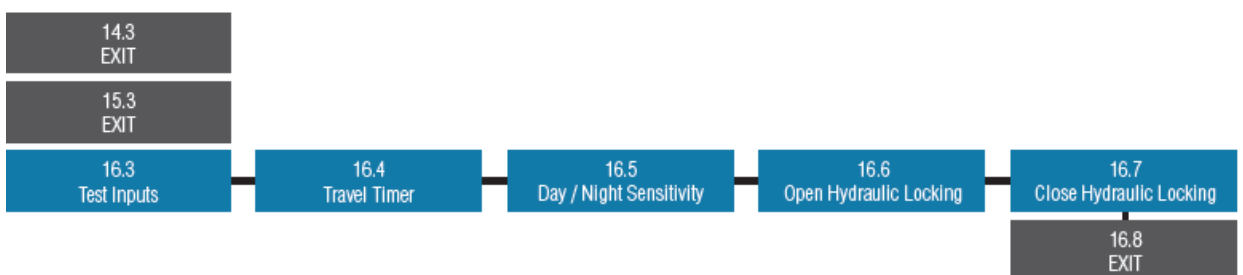 14.3
EXIT
15.3
EXIT
16.3
Test Inputs
16.4
Travel Timer
16.5
Day / Night Sensitivity
16.6
Open Hydraulic Locking
16.7
Close Hydraulic Locking
16.8
EXIT